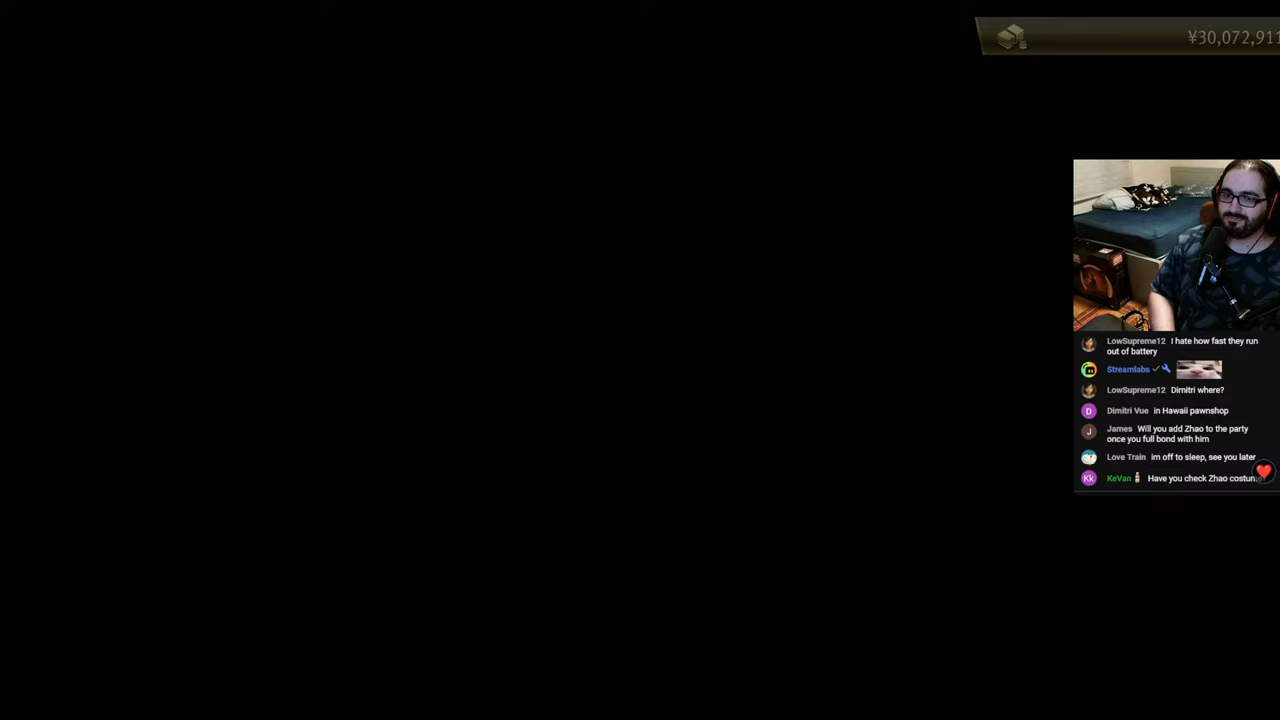 ¥30,072,911
LowSupreme12 I hate how fast they run
out of battery
Streamlabs
LowSupreme12 Dimitri where?
D Dimitri Vue in Hawaii pawnshop
J James Will you add Zhao to the party
once you full bond with him
Love Train im off to sleep, see you later
Kk KeVan Have you check Zhao